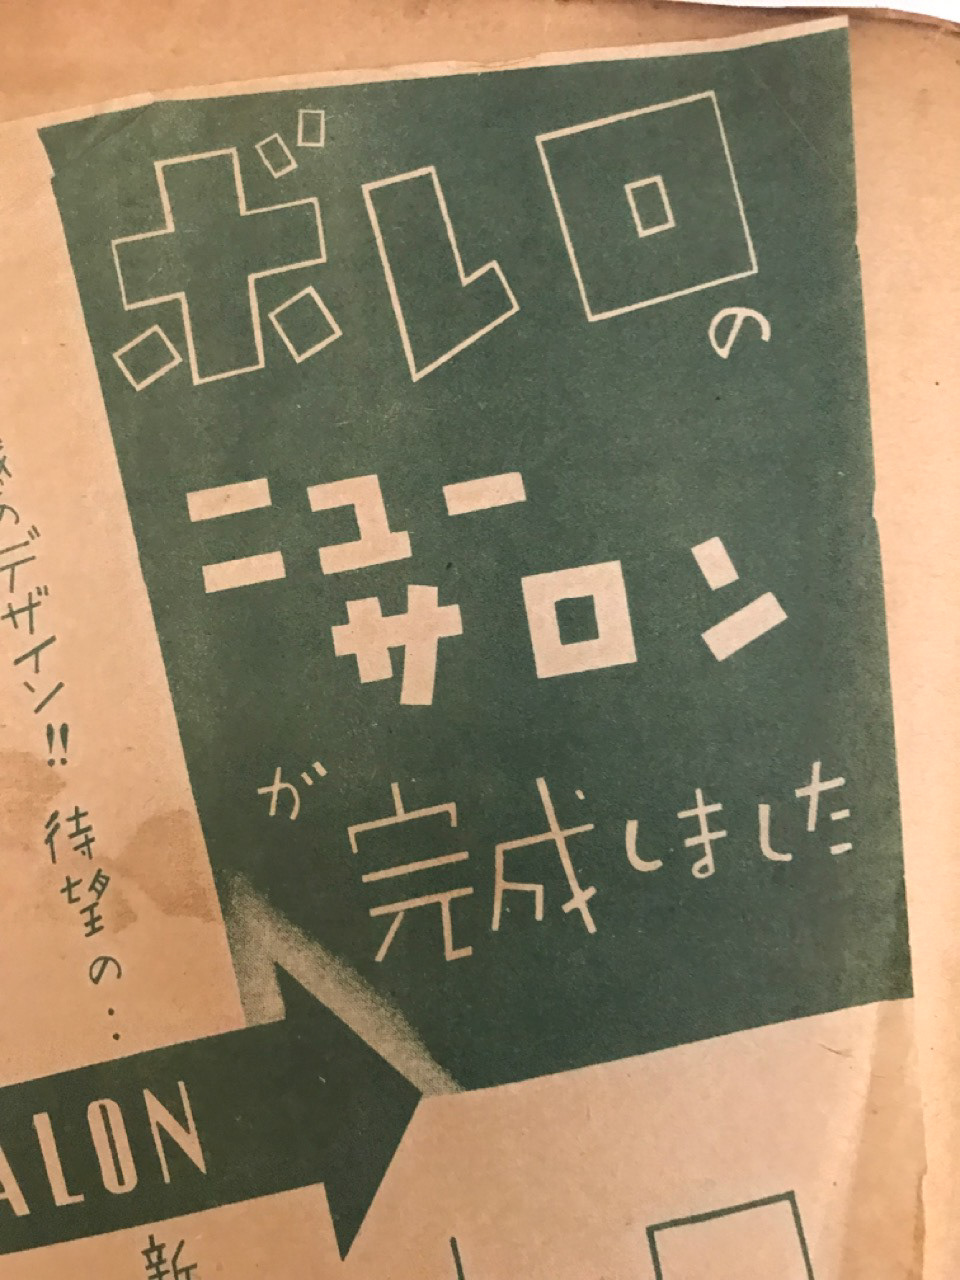 ボレロの
ニュー
サロン
が完成しました
のデザイン!! 待望の‥
ALON